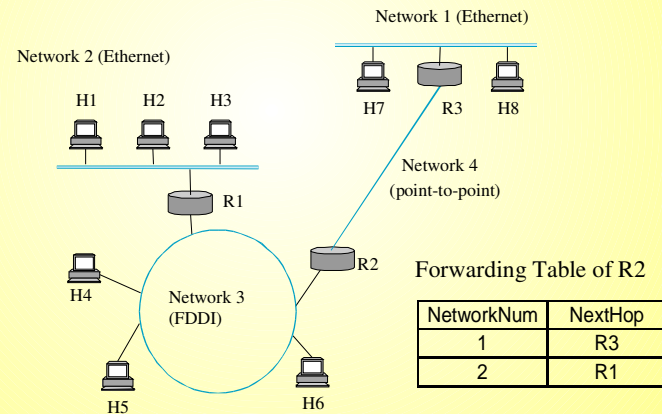 Network 1 (Ethernet)
Network 2 (Ethernet)
H1
H2
H3
H7
R3
H8
Network 4
(point-to-point)
R1
R2
H4
Network 3
(FDDI)
H5
H6
Forwarding Table of R2
NetworkNum NextHop
1 R3
2 R1